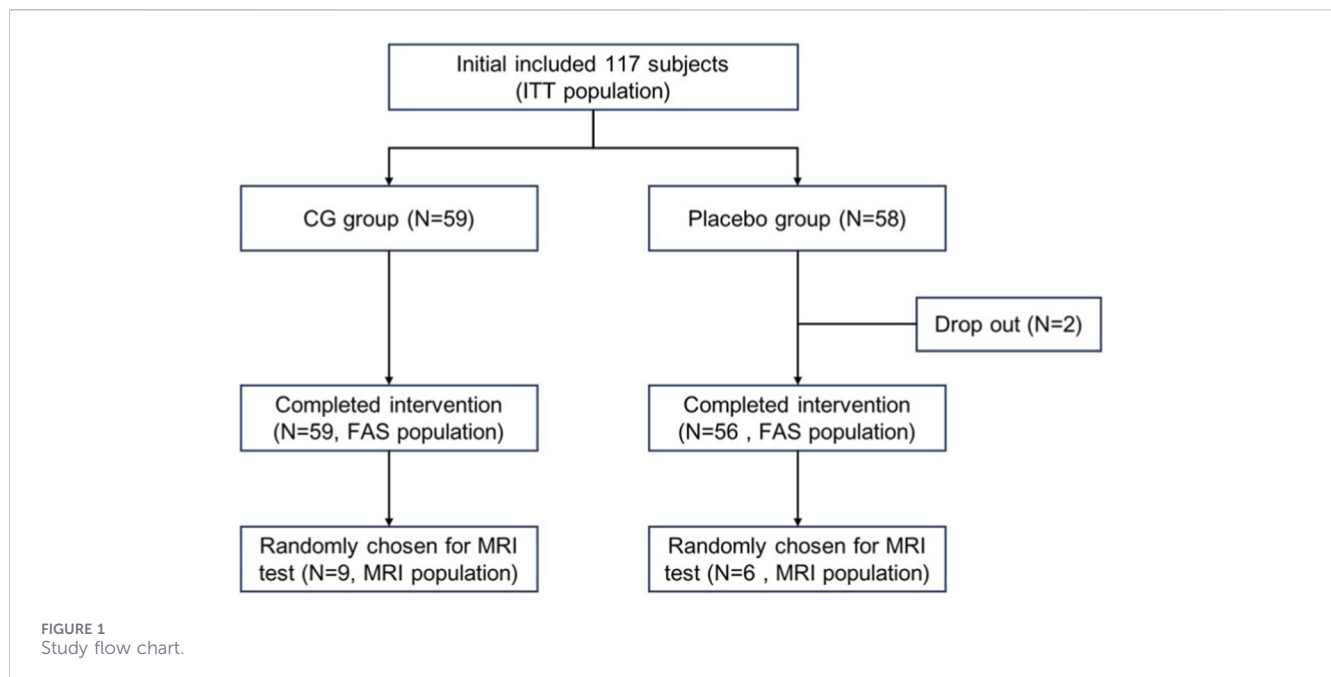 Initial included 117 subjects
(ITT population)
CG group (N=59)
Placebo group (N=58)
Drop out (N=2)
Completed intervention
(N=59, FAS population)
Completed intervention
(N=56 , FAS population)
Randomly chosen for MRI
test (N=9, MRI population)
Randomly chosen for MRI
test (N=6 , MRI population)
FIGURE 1
Study flow chart.